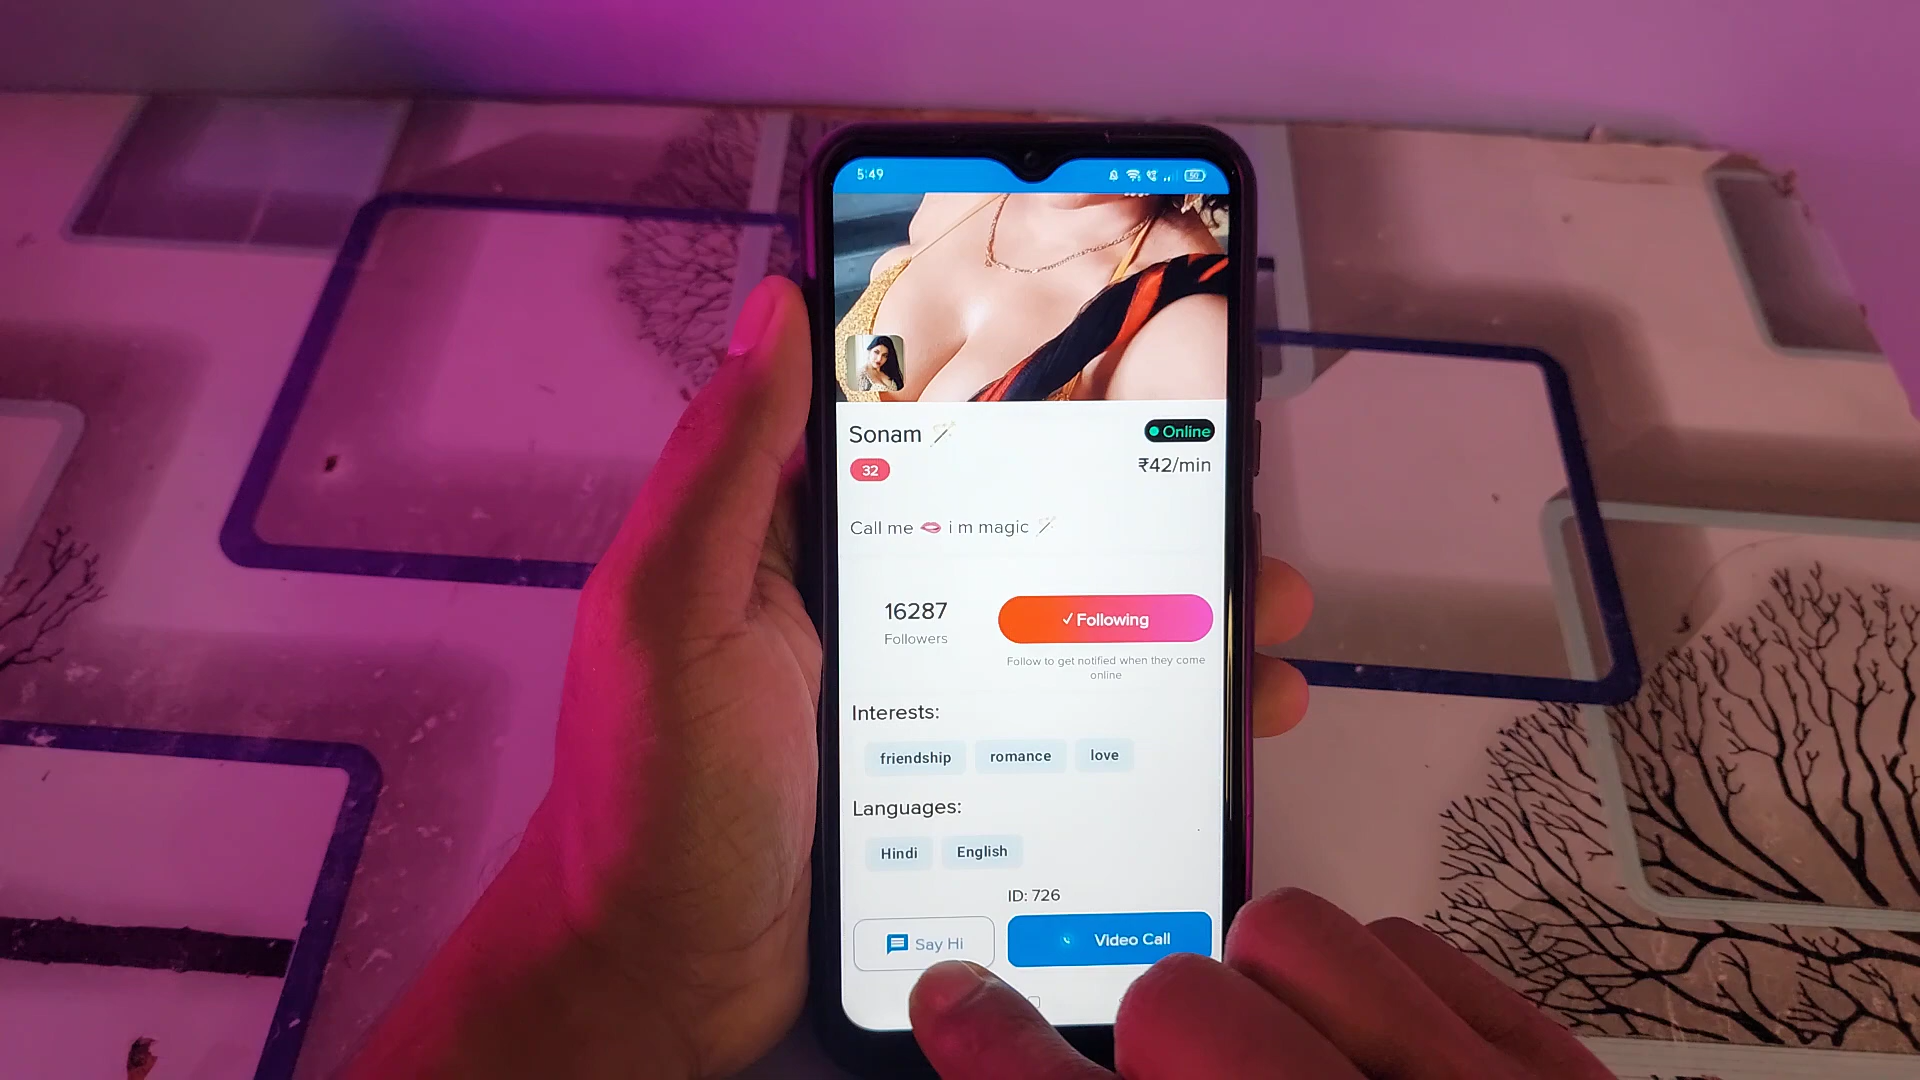 5:49
50
Sonam
Online
32
₹42/min
Call me 💋 i m magic 🪄
16287
✓ Following
Followers
Follow to get notified when they come
online
Interests:
friendship romance love
Languages:
Hindi English
ID: 726
Say Hi
Video Call